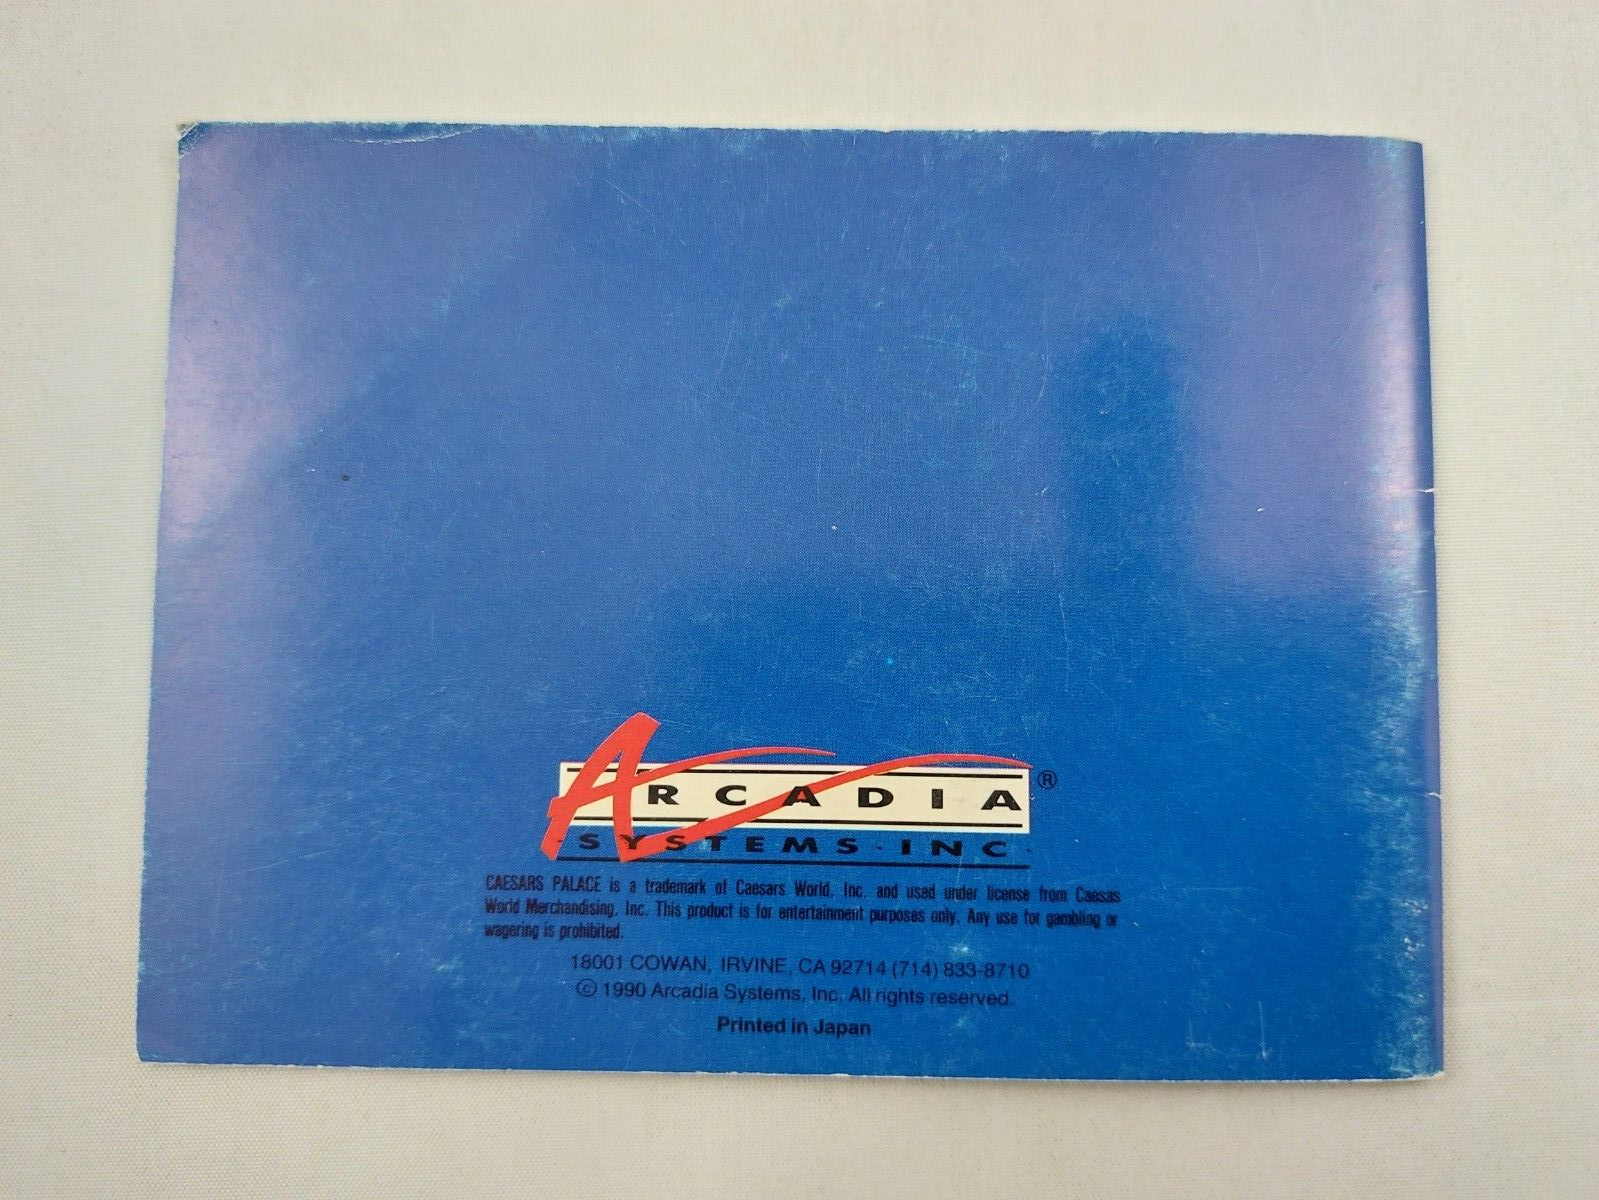 ARCADIA ®
SYSTEMS·INC·
CAESARS PALACE is a trademark of Caesars World, Inc. and used under license from Caesas
World Merchandising, Inc. This product is for entertainment purposes only. Any use for gambling or
wagering is prohibited.
18001 COWAN, IRVINE, CA 92714 (714) 833-8710
© 1990 Arcadia Systems, Inc. All rights reserved.
Printed in Japan